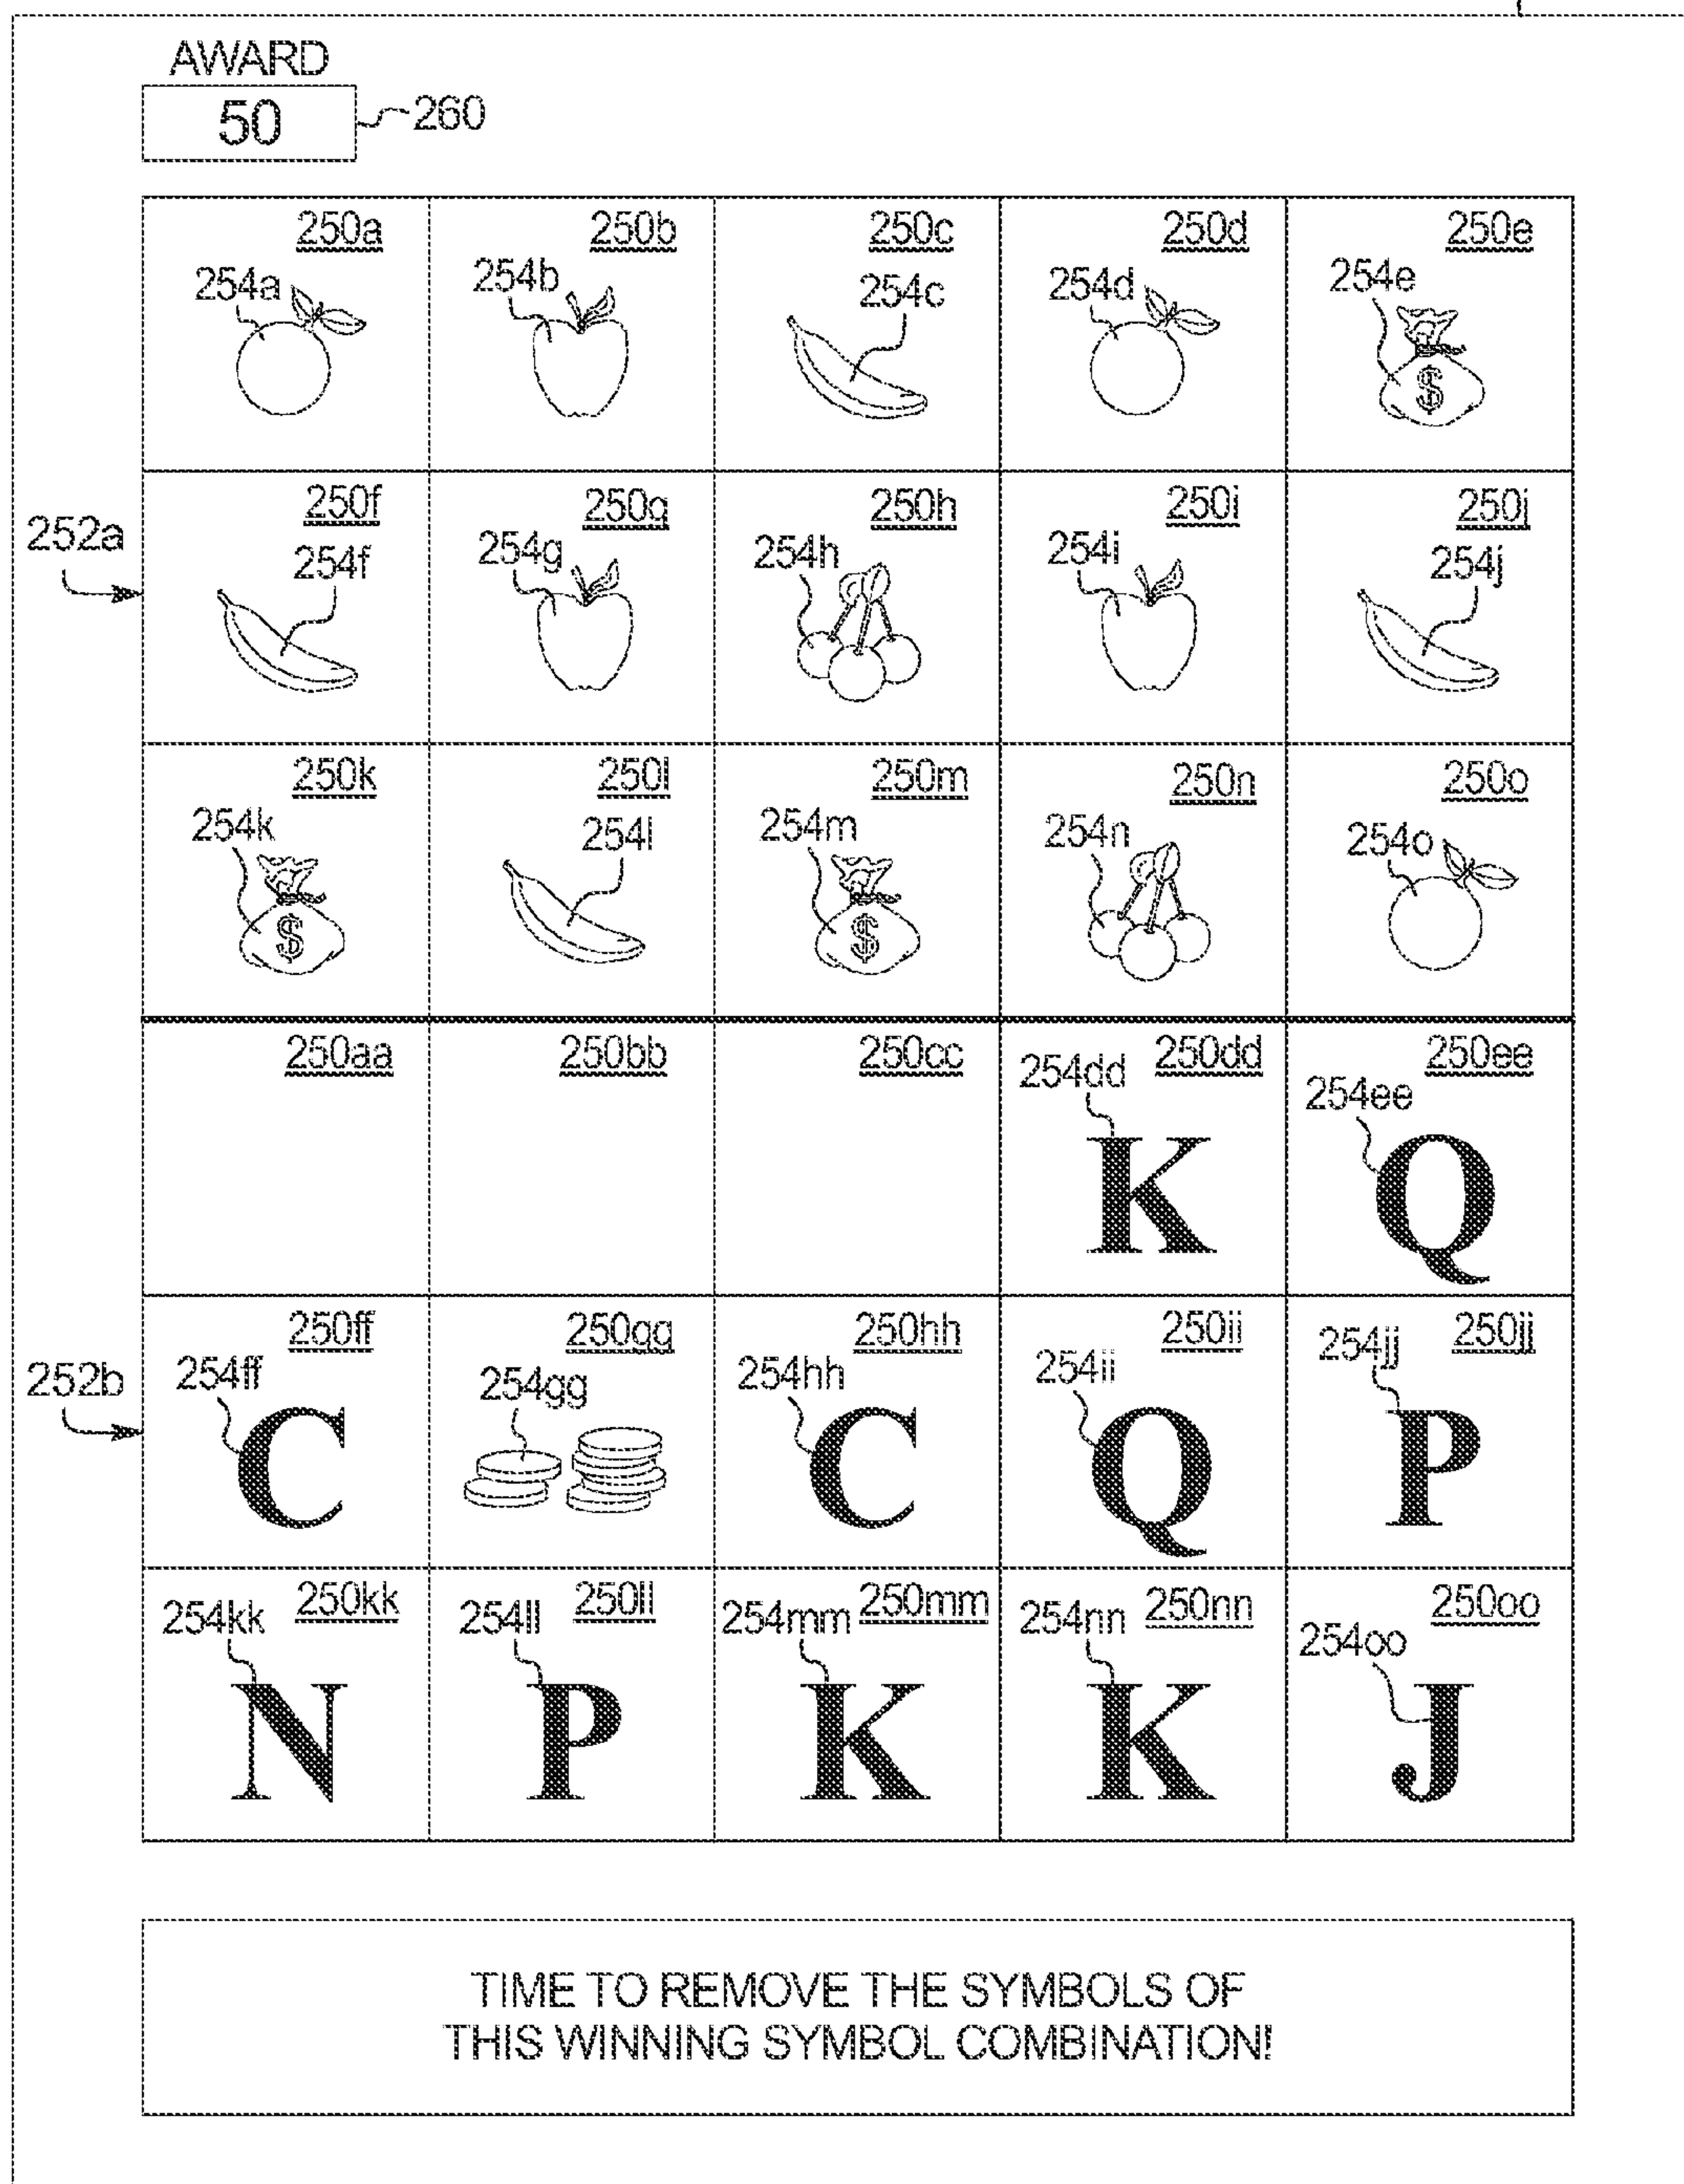 AWARD
50 260
250a 250b 250c 250d 250e
254a 254b 254c 254d 254e
$
252a
250f 250g 250h 250i 250j
254f 254g 254h 254i 254j
250k 250l 250m 250n 250o
254k 254l 254m 254n 254o
$ $
250aa 250bb 250cc 254dd 250dd 250ee
254ee
K Q
252b
250ff 250gg 250hh 250ii 254jj 250jj
254ff 254gg 254hh 254ii
C C Q P
254kk 250kk 254ll 250ll 254mm 250mm 254nn 250nn 250oo
254oo
N P K K J
TIME TO REMOVE THE SYMBOLS OF
THIS WINNING SYMBOL COMBINATION!